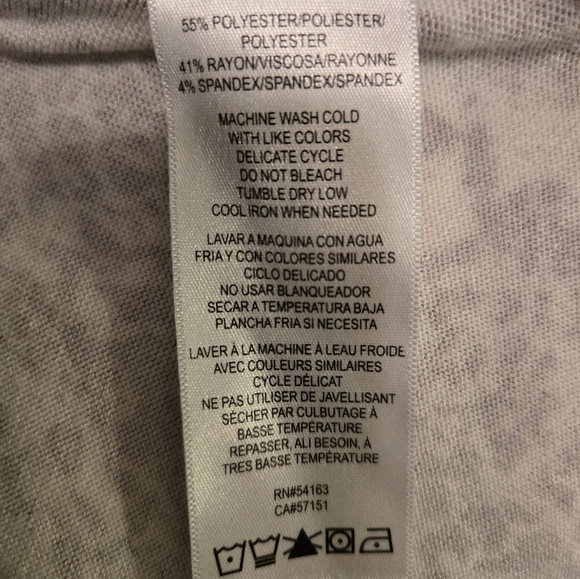 55% POLYESTER/POLIÉSTER/
POLYESTER
41% RAYON/VISCOSA/RAYONNE
4% SPANDEX/SPANDEX/SPANDEX
MACHINE WASH COLD
WITH LIKE COLORS
DELICATE CYCLE
DO NOT BLEACH
TUMBLE DRY LOW
COOL IRON WHEN NEEDED
LAVAR A MAQUINA CON AGUA
FRIA Y CON COLORES SIMILARES
CICLO DELICADO
NO USAR BLANQUEADOR
SECAR A TEMPERATURA BAJA
PLANCHA FRIA SI NECESITA
LAVER À LA MACHINE À LEAU FROIDE
AVEC COULEURS SIMILAIRES
CYCLE DÉLICAT
NE PAS UTILISER DE JAVELLISANT
SÉCHER PAR CULBUTAGE À
BASSE TEMPÉRATURE
REPASSER, ALI BESOIN, À
TRES BASSE TEMPÉRATURE
RN#54163
CA#57151